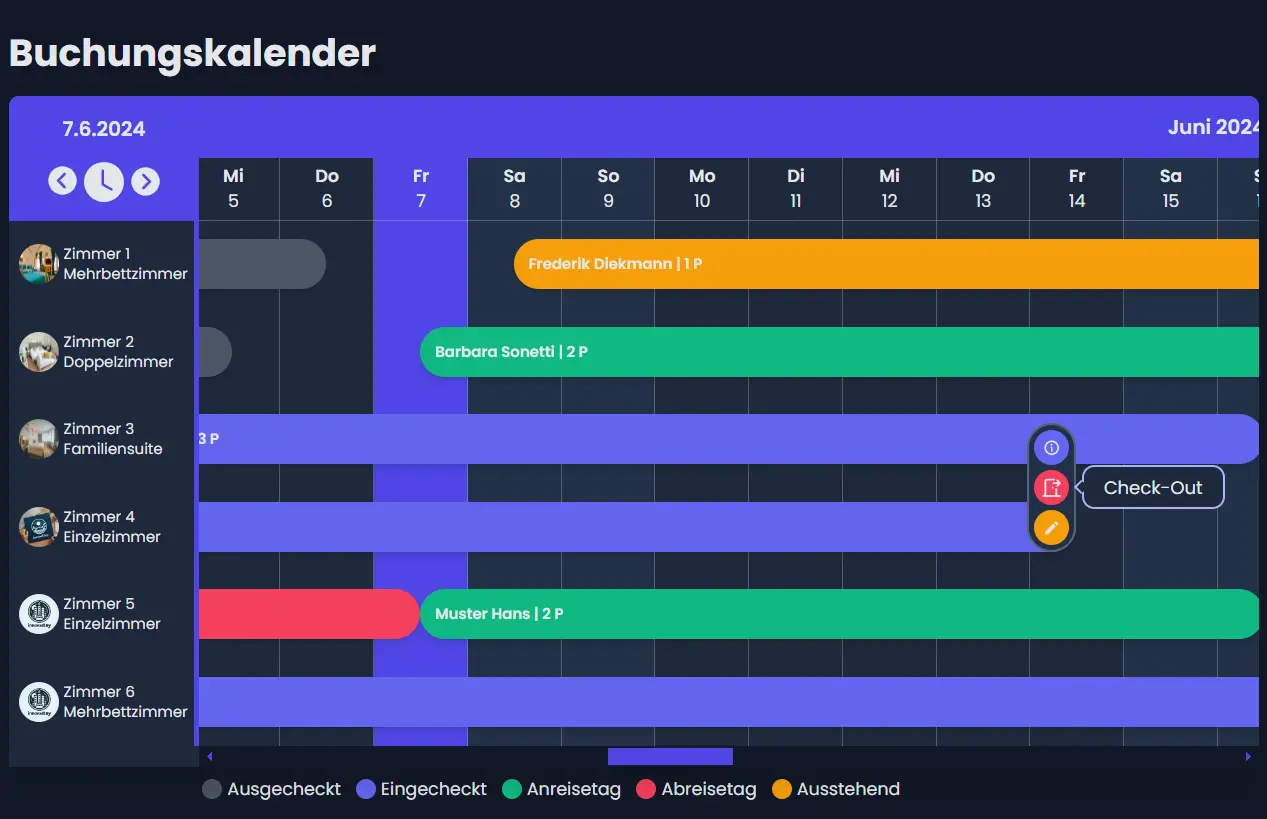 Buchungskalender
7.6.2024
Juni 2024
Mi Do Fr Sa So Mo Di Mi Do Fr Sa
5 6 7 8 9 10 11 12 13 14 15
Zimmer 1
Mehrbettzimmer
Frederik Diekmann | 1 P
Zimmer 2
Doppelzimmer
Barbara Sonetti | 2 P
Zimmer 3
Familiensuite
3 P
Check-Out
Zimmer 4
Einzelzimmer
Zimmer 5
Einzelzimmer
Muster Hans | 2 P
Zimmer 6
Mehrbettzimmer
Ausgecheckt Eingecheckt Anreisetag Abreisetag Ausstehend